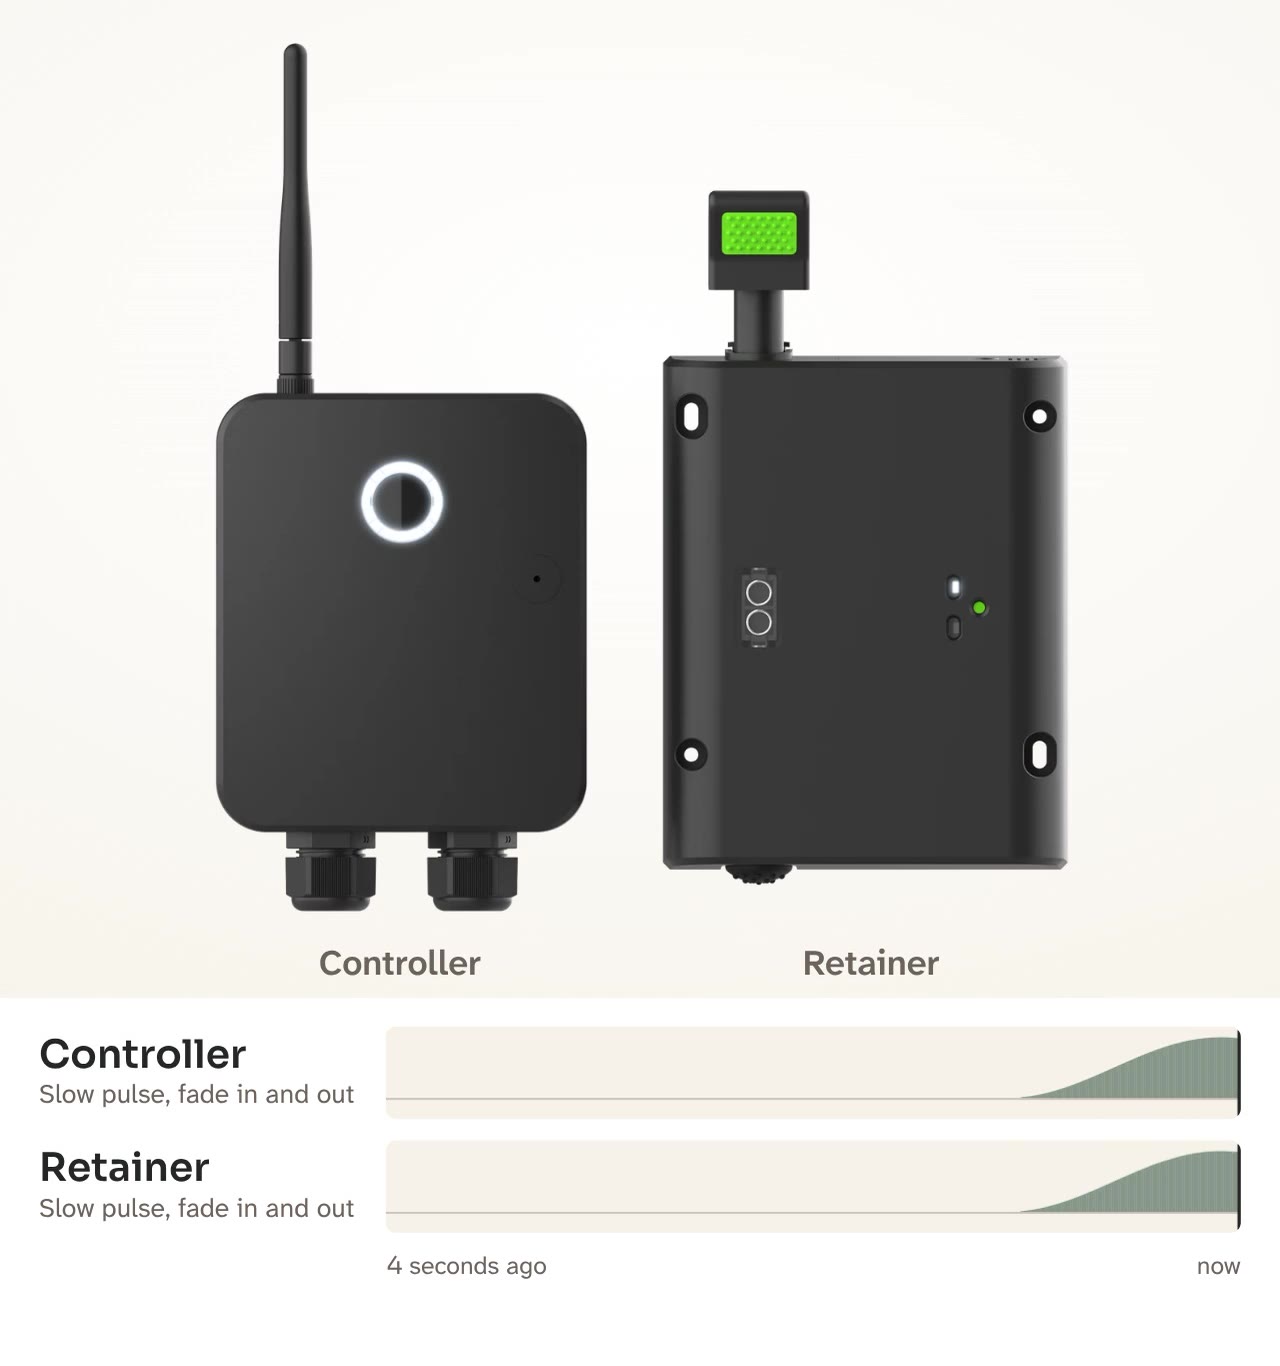 Controller
Retainer
Controller
Slow pulse, fade in and out
Retainer
Slow pulse, fade in and out
4 seconds ago
now